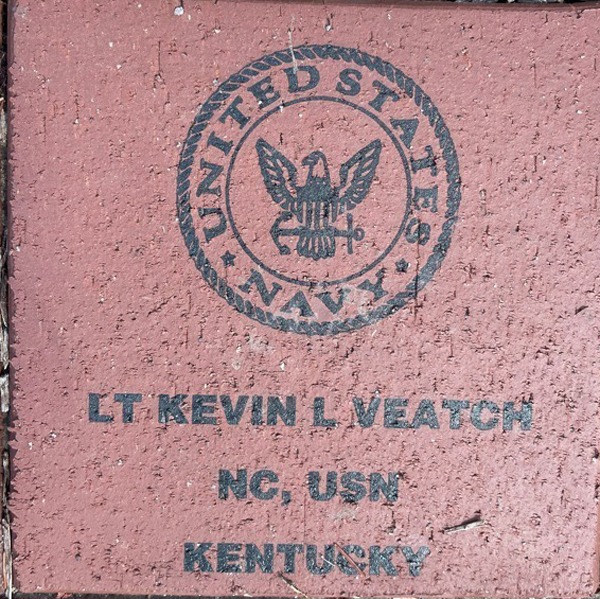 UNITED STATES
NAVY
LT KEVIN L VEATCH
NC, USN
KENTUCKY